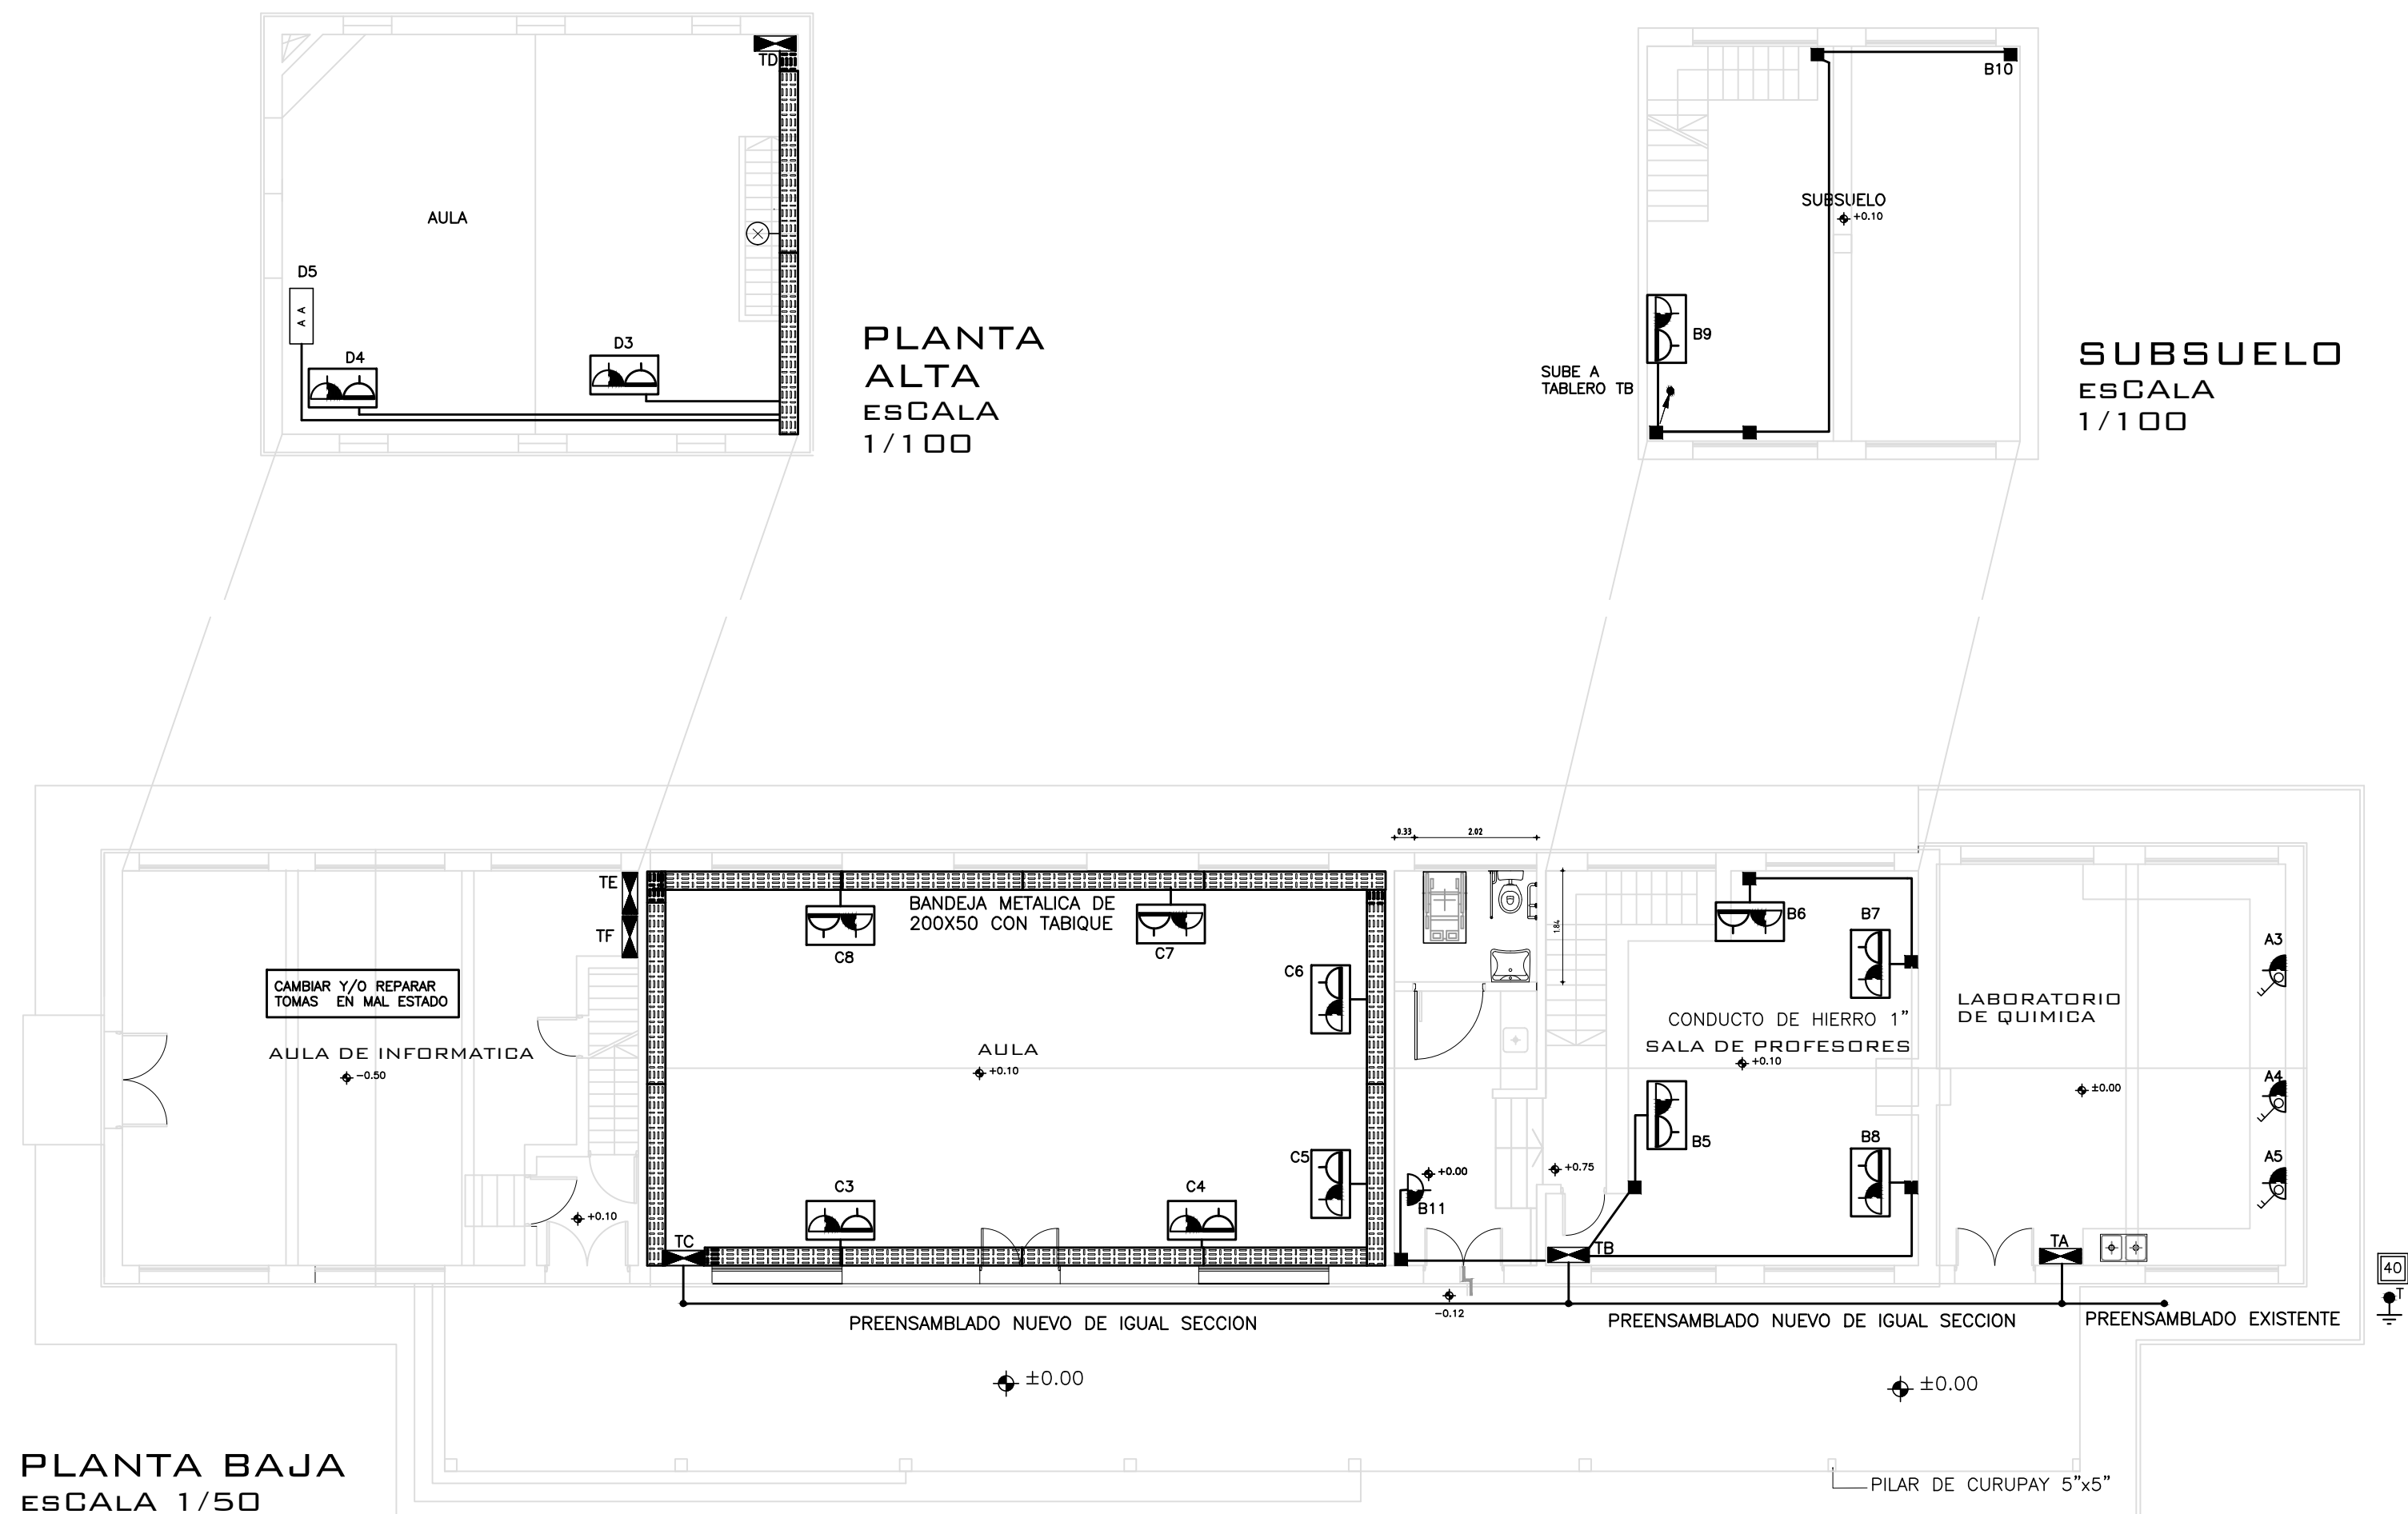 TD
AULA
D5
A A
D4
D3
PLANTA
ALTA
esCALA
1/100
B10
SUBSUELO
+0.10
B9
SUBE A
TABLERO TB
SUBSUELO
esCALA
1/100
0.33
2.02
1.84
TE
TF
CAMBIAR Y/O REPARAR
TOMAS EN MAL ESTADO
AULA DE INFORMATICA
-0.50
+0.10
BANDEJA METALICA DE
200X50 CON TABIQUE
C8
C7
C6
AULA
+0.10
C5
C3
C4
TC
+0.00
B11
+0.75
B6
B7
CONDUCTO DE HIERRO 1"
SALA DE PROFESORES
+0.10
B5
B8
TB
LABORATORIO
DE QUIMICA
±0.00
A3
A4
A5
TA
40
T
-0.12
PREENSAMBLADO NUEVO DE IGUAL SECCION
PREENSAMBLADO NUEVO DE IGUAL SECCION
PREENSAMBLADO EXISTENTE
±0.00
±0.00
PLANTA BAJA
esCALA 1/50
PILAR DE CURUPAY 5"x5"